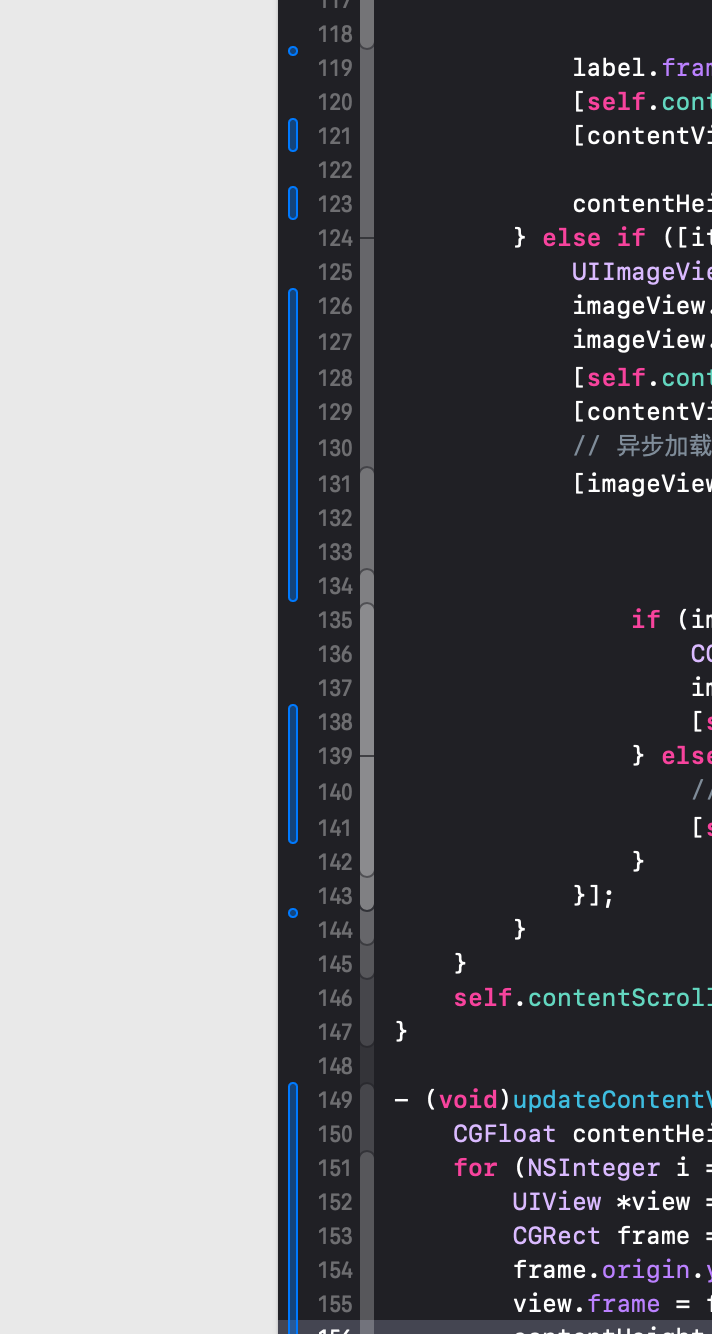 117
118
119 label.fram
120 [self.cont
121 [contentVi
122
123 contentHei
124 } else if ([it
125 UIImageVie
126 imageView.
127 imageView.
128 [self.cont
129 [contentVi
130 // 异步加载
131 [imageView
132
133
134
135 if (im
136 CG
137 im
138 [s
139 } else
140 //
141 [s
142 }
143 }];
144 }
145 }
146 self.contentScroll
147 }
148
149 - (void)updateContentV
150 CGFloat contentHei
151 for (NSInteger i =
152 UIView *view =
153 CGRect frame =
154 frame.origin.y
155 view.frame = f
156 contentHeight